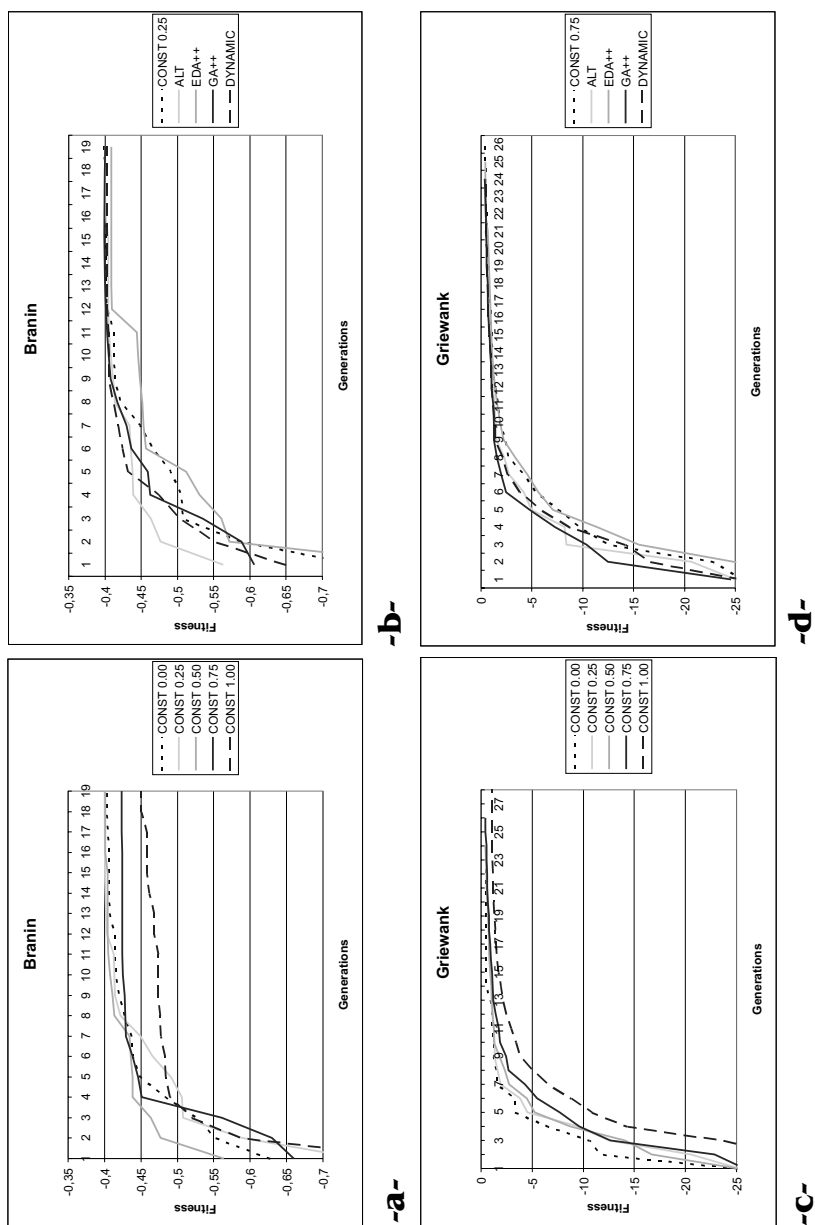 Branin
-0,35
-0,4
-0,45
-0,5
-0,55
-0,6
-0,65
-0,7
1 2 3 4 5 6 7 8 9 10 11 12 13 14 15 16 17 18 19
Fitness
Generations
CONST 0.00
CONST 0.25
CONST 0.50
CONST 0.75
CONST 1.00
-a-
Branin
-0,35
-0,4
-0,45
-0,5
-0,55
-0,6
-0,65
-0,7
1 2 3 4 5 6 7 8 9 10 11 12 13 14 15 16 17 18 19
Fitness
Generations
CONST 0.25
ALT
EDA++
GA++
DYNAMIC
-b-
Griewank
0
-5
-10
-15
-20
-25
1 3 5 7 9 10 13 15 17 19 21 23 25 27
Fitness
Generations
CONST 0.00
CONST 0.25
CONST 0.50
CONST 0.75
CONST 1.00
-c-
Griewank
0
-5
-10
-15
-20
-25
1 2 3 4 5 6 7 8 9 10 11 12 13 14 15 16 17 18 19 20 21 22 23 24 25 26
Fitness
Generations
CONST 0.75
ALT
EDA++
GA++
DYNAMIC
-d-